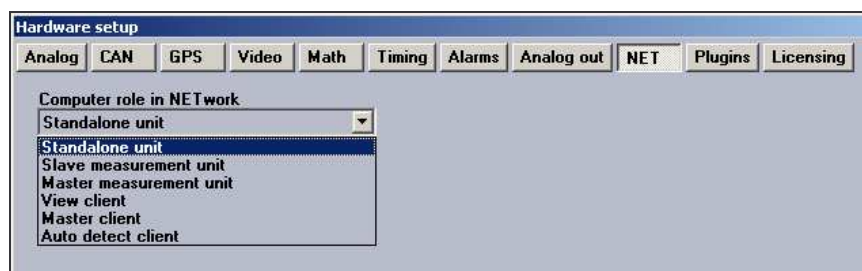 Hardware setup
Analog CAN GPS Video Math Timing Alarms Analog out NET Plugins Licensing
Computer role in NETwork
Standalone unit
Standalone unit
Slave measurement unit
Master measurement unit
View client
Master client
Auto detect client